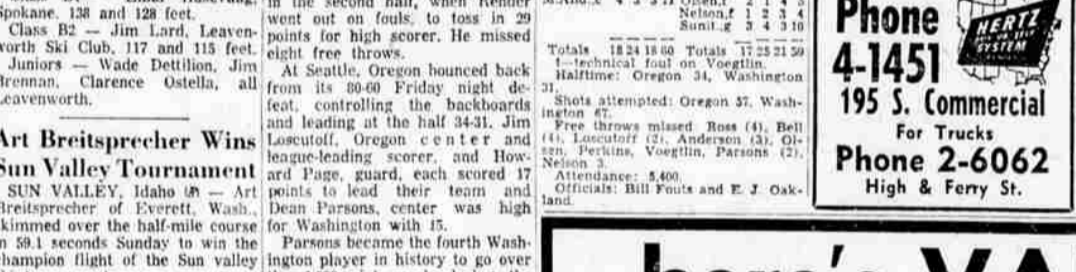 Spokane, 138 and 128 feet.
Class B2 — Jim Lard, Leaven-
worth Ski Club, 117 and 115 feet.
Juniors — Wade Dettilion, Jim
Brennan, Clarence Ostella, all
Leavenworth.
Art Breitsprecher Wins
Sun Valley Tournament
SUN VALLEY, Idaho (AP) — Art
Breitsprecher of Everett, Wash.,
skimmed over the half-mile course
in 59.1 seconds Sunday to win the
champion flight of the Sun valley
in the second half, when Render
went out on fouls, to toss in 29
points for high scorer. He missed
eight free throws.
At Seattle, Oregon bounced back
from its 80-60 Friday night de-
feat, controlling the backboards
and leading at the half 34-31. Jim
Loscutoff, Oregon center and
league-leading scorer, and How-
ard Page, guard, each scored 17
points to lead their team and
Dean Parsons, center was high
for Washington with 15.
Parsons became the fourth Wash-
ington player in history to go over
Nelson,f 1 2 3 4
Sunit,g 3 4 3 10
Totals 18 24 18 60 Totals 17 25 21 59
1—technical foul on Voegtlin.
Halftime: Oregon 34, Washington
31.
Shots attempted: Oregon 57, Wash-
ington 67.
Free throws missed Ross (4), Bell
(4), Loscutoff (2), Anderson (3), Ol-
sen, Perkins, Voegtlin, Parsons (2),
Nelson 3.
Attendance: 5,400.
Officials: Bill Fouts and E. J. Oak-
land.
Phone
4-1451
HERTZ
SYSTEM
195 S. Commercial
For Trucks
Phone 2-6062
High & Ferry St.